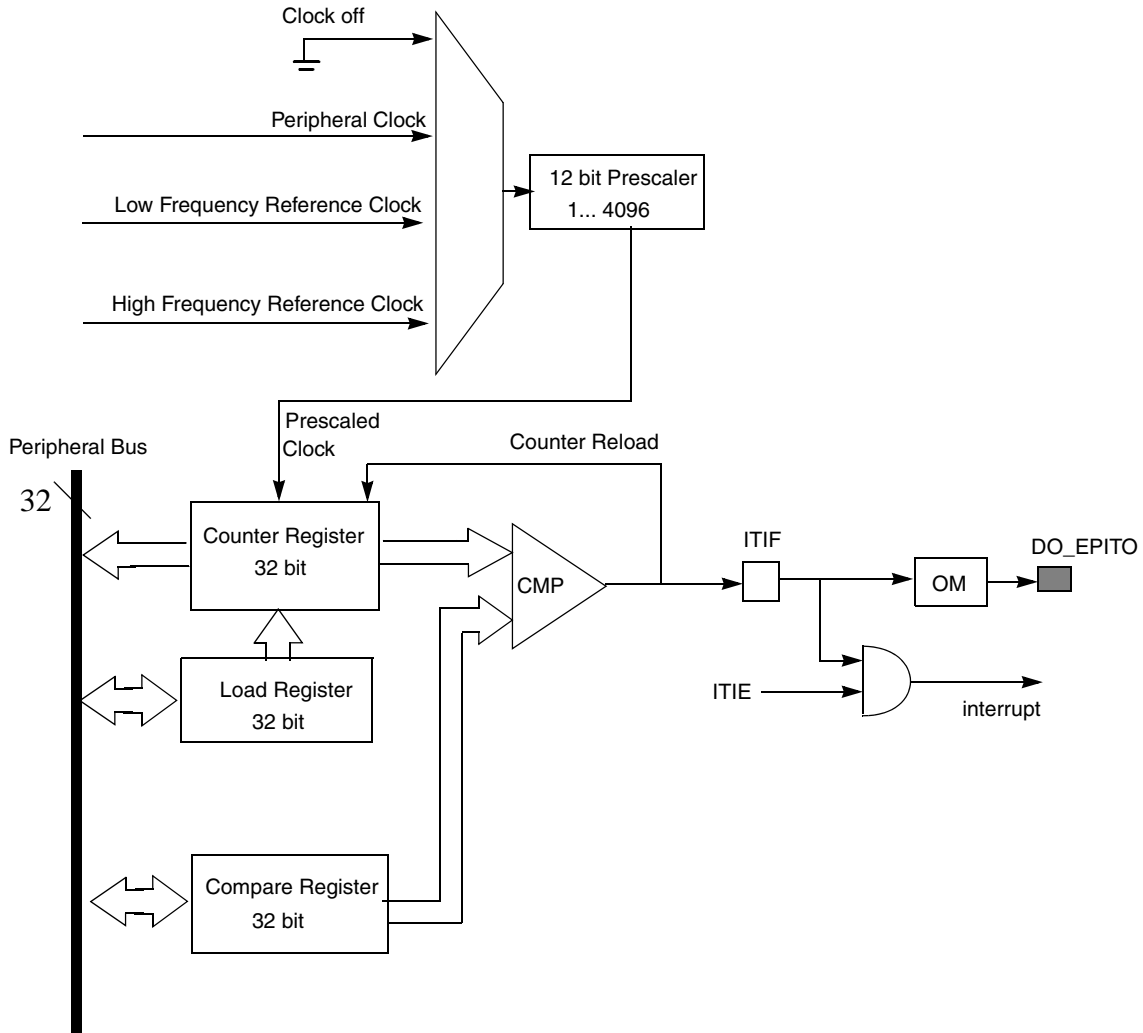 Clock off
Peripheral Clock
12 bit Prescaler
1... 4096
Low Frequency Reference Clock
High Frequency Reference Clock
Prescaled
Clock
Counter Reload
Peripheral Bus
32
Counter Register
32 bit
CMP
ITIF
OM
DO_EPITO
Load Register
32 bit
ITIE
interrupt
Compare Register
32 bit